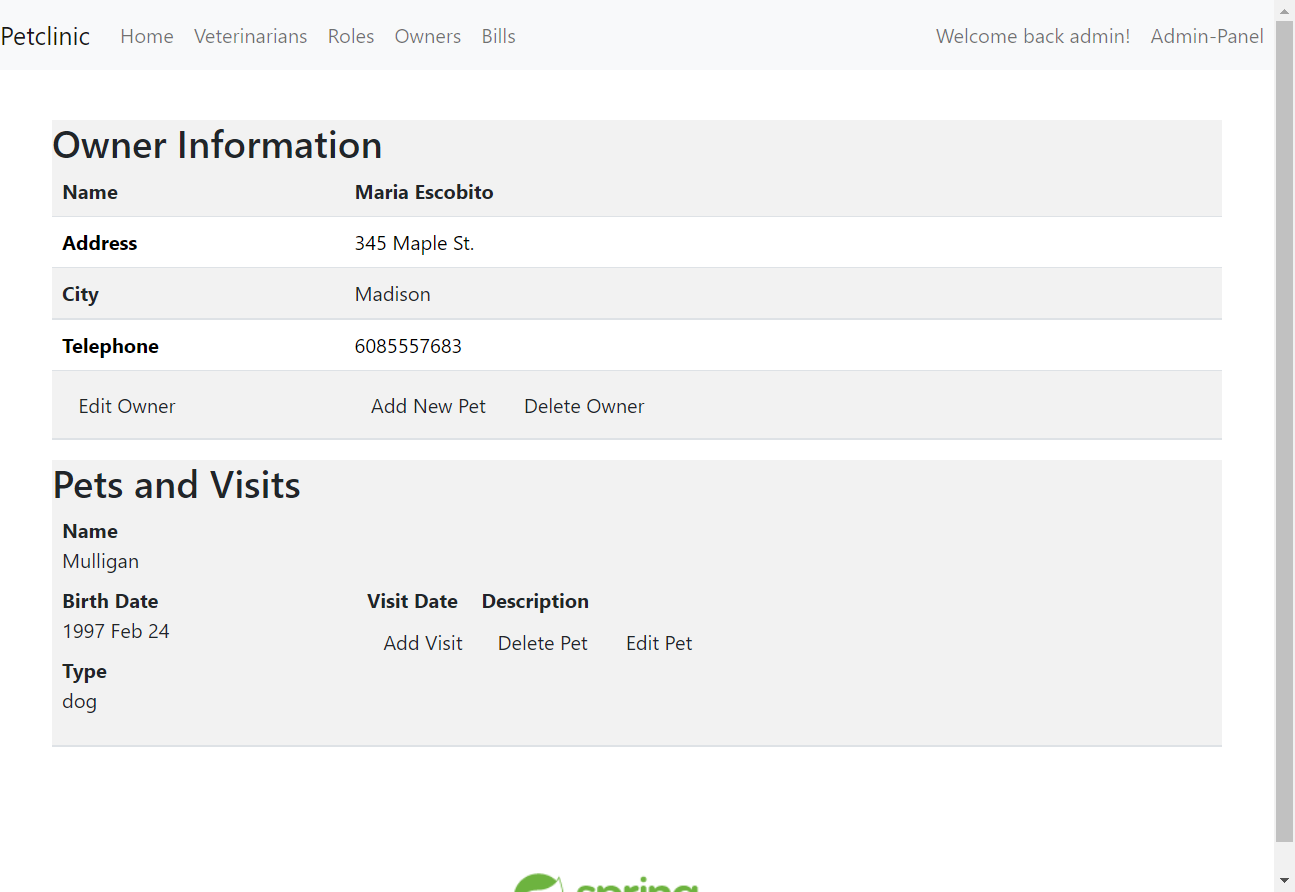 Petclinic Home Veterinarians Roles Owners Bills Welcome back admin! Admin-Panel
Owner Information
Name Maria Escobito
Address 345 Maple St.
City Madison
Telephone 6085557683
Edit Owner Add New Pet Delete Owner
Pets and Visits
Name
Mulligan
Birth Date Visit Date Description
1997 Feb 24
Add Visit Delete Pet Edit Pet
Type
dog
spring